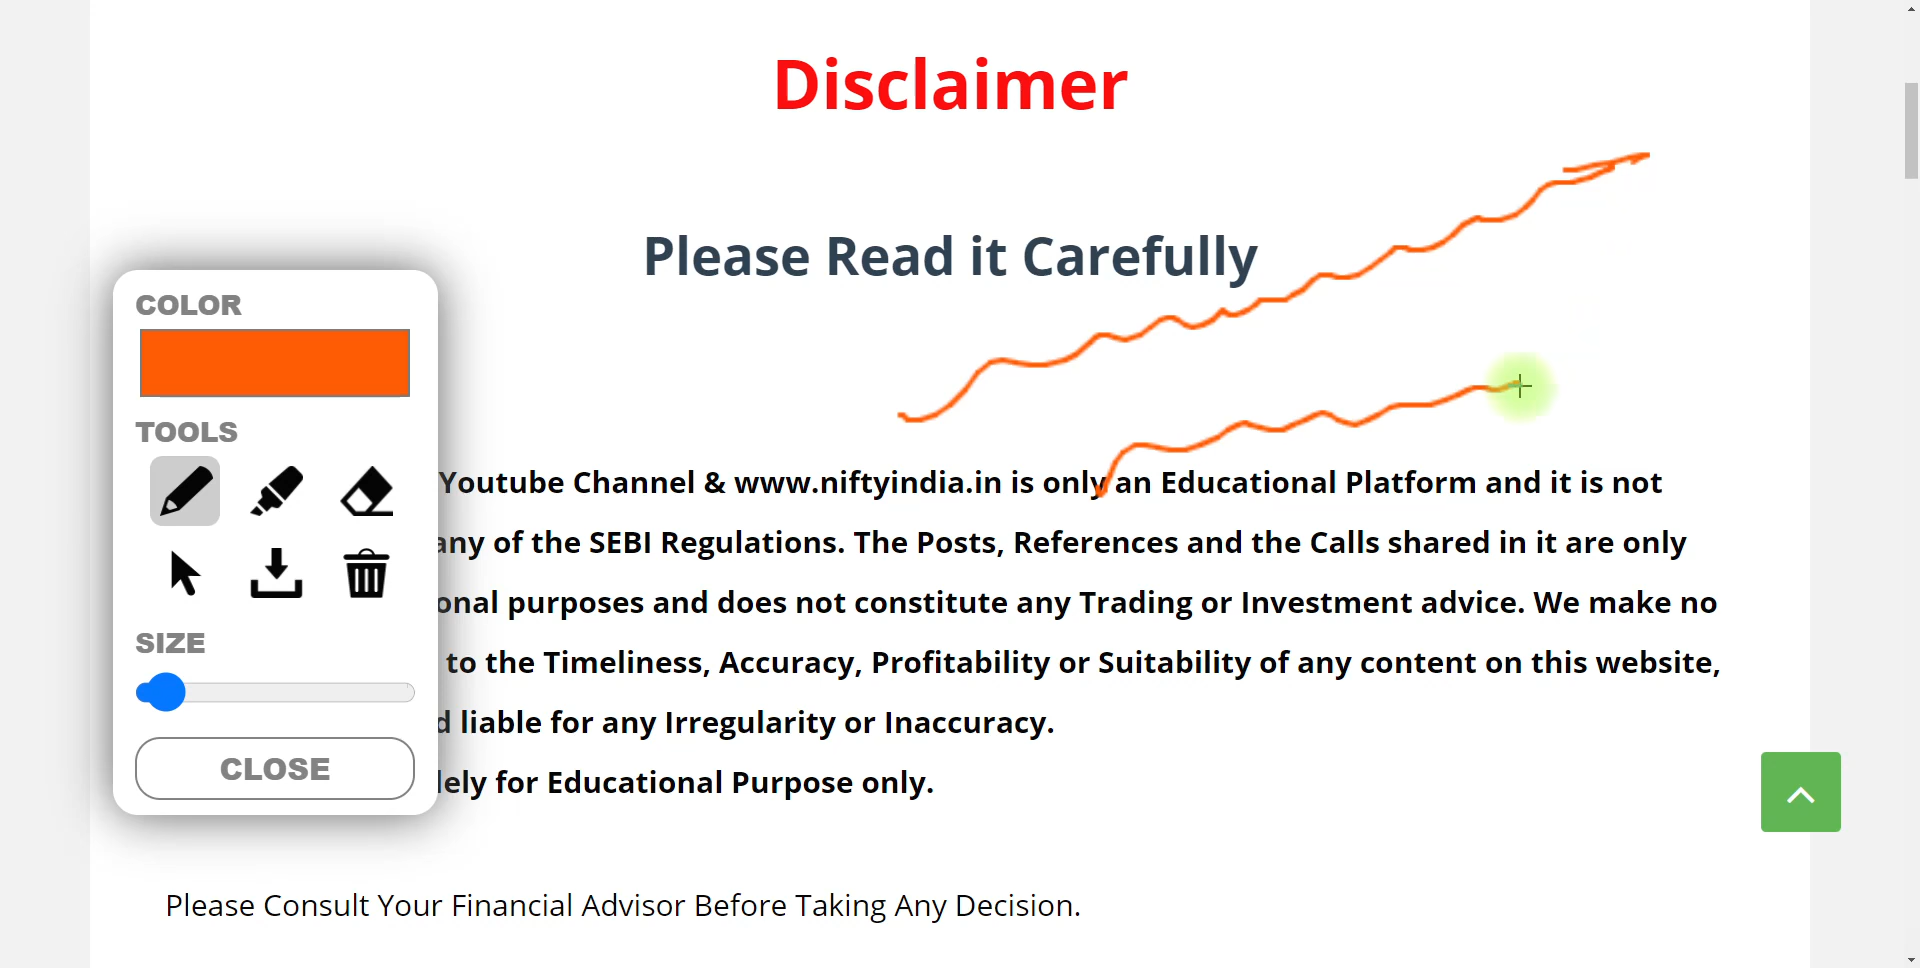 Disclaimer
Please Read it Carefully
COLOR
TOOLS
SIZE
CLOSE
Youtube Channel & www.niftyindia.in is only an Educational Platform and it is not
any of the SEBI Regulations. The Posts, References and the Calls shared in it are only
onal purposes and does not constitute any Trading or Investment advice. We make no
to the Timeliness, Accuracy, Profitability or Suitability of any content on this website,
liable for any Irregularity or Inaccuracy.
lely for Educational Purpose only.
Please Consult Your Financial Advisor Before Taking Any Decision.